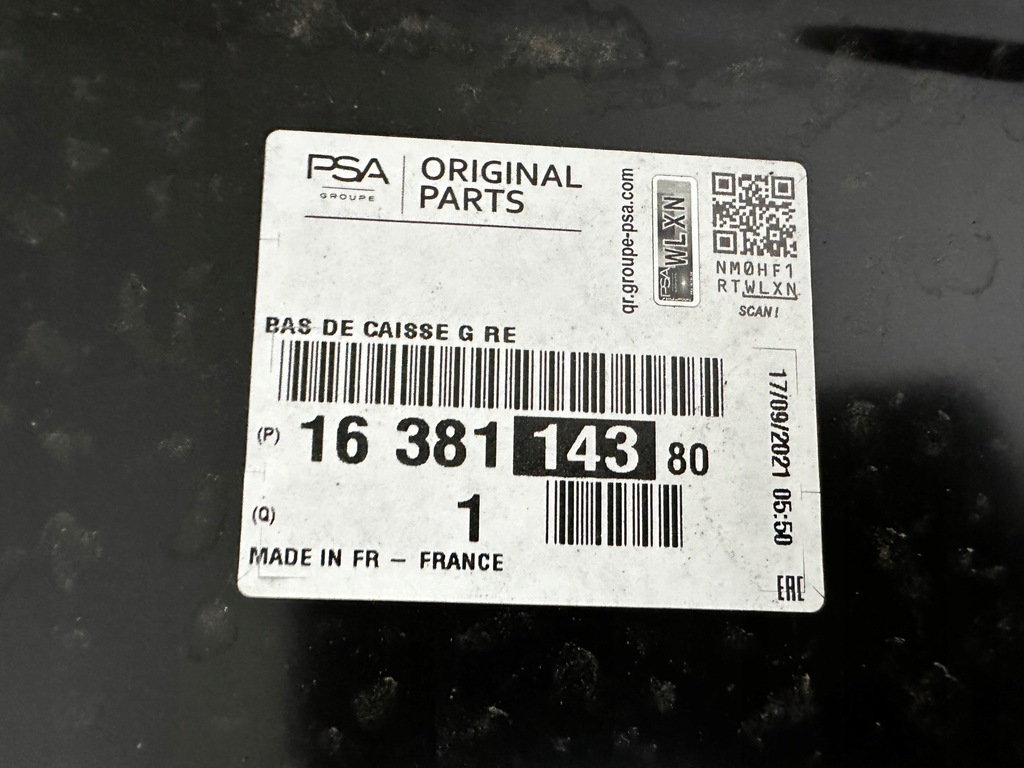 PSA
GROUPE
ORIGINAL
PARTS
qr.groupe-psa.com
PSA WLXN
NM0HF1
RTWLXN
SCAN!
BAS DE CAISSE G RE
(P) 16 381 143 80
(Q) 1
MADE IN FR – FRANCE
17/09/2021 05:50
EAC